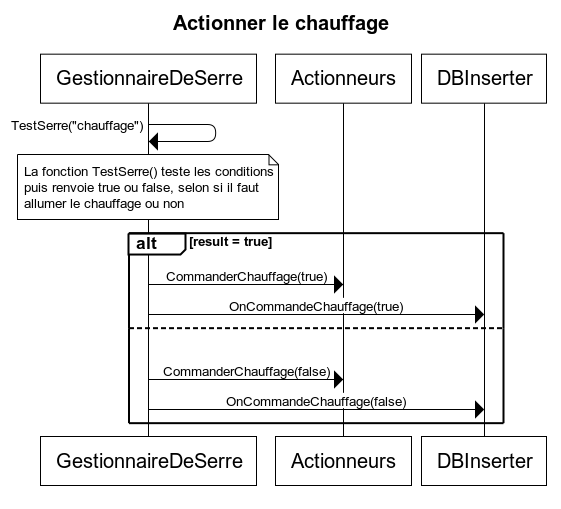 Actionner le chauffage
GestionnaireDeSerre
Actionneurs
DBInserter
TestSerre("chauffage")
La fonction TestSerre() teste les conditions
puis renvoie true ou false, selon si il faut
allumer le chauffage ou non
alt
[result = true]
CommanderChauffage(true)
OnCommandeChauffage(true)
CommanderChauffage(false)
OnCommandeChauffage(false)
GestionnaireDeSerre
Actionneurs
DBInserter